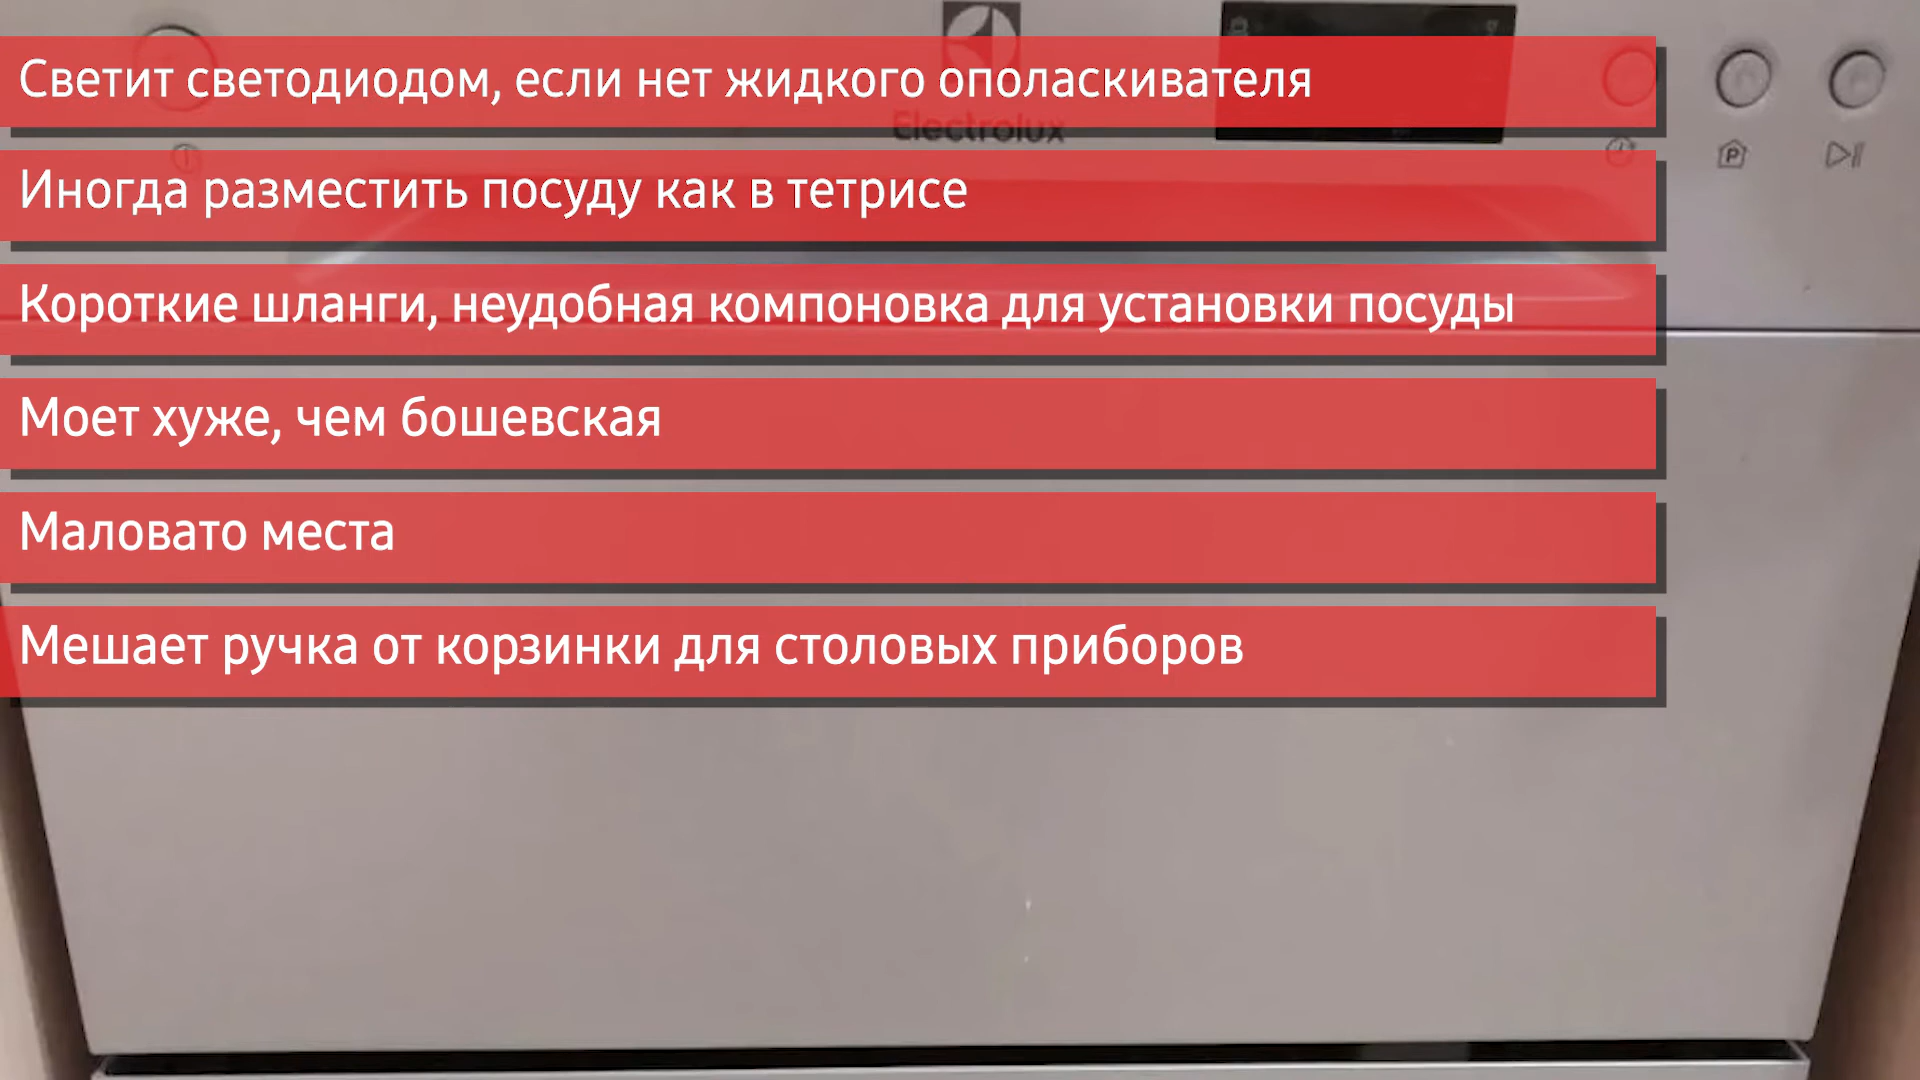 Светит светодиодом, если нет жидкого ополаскивателя
Electrolux
Иногда разместить посуду как в тетрисе
P
Короткие шланги, неудобная компоновка для установки посуды
Моет хуже, чем бошевская
Маловато места
Мешает ручка от корзинки для столовых приборов